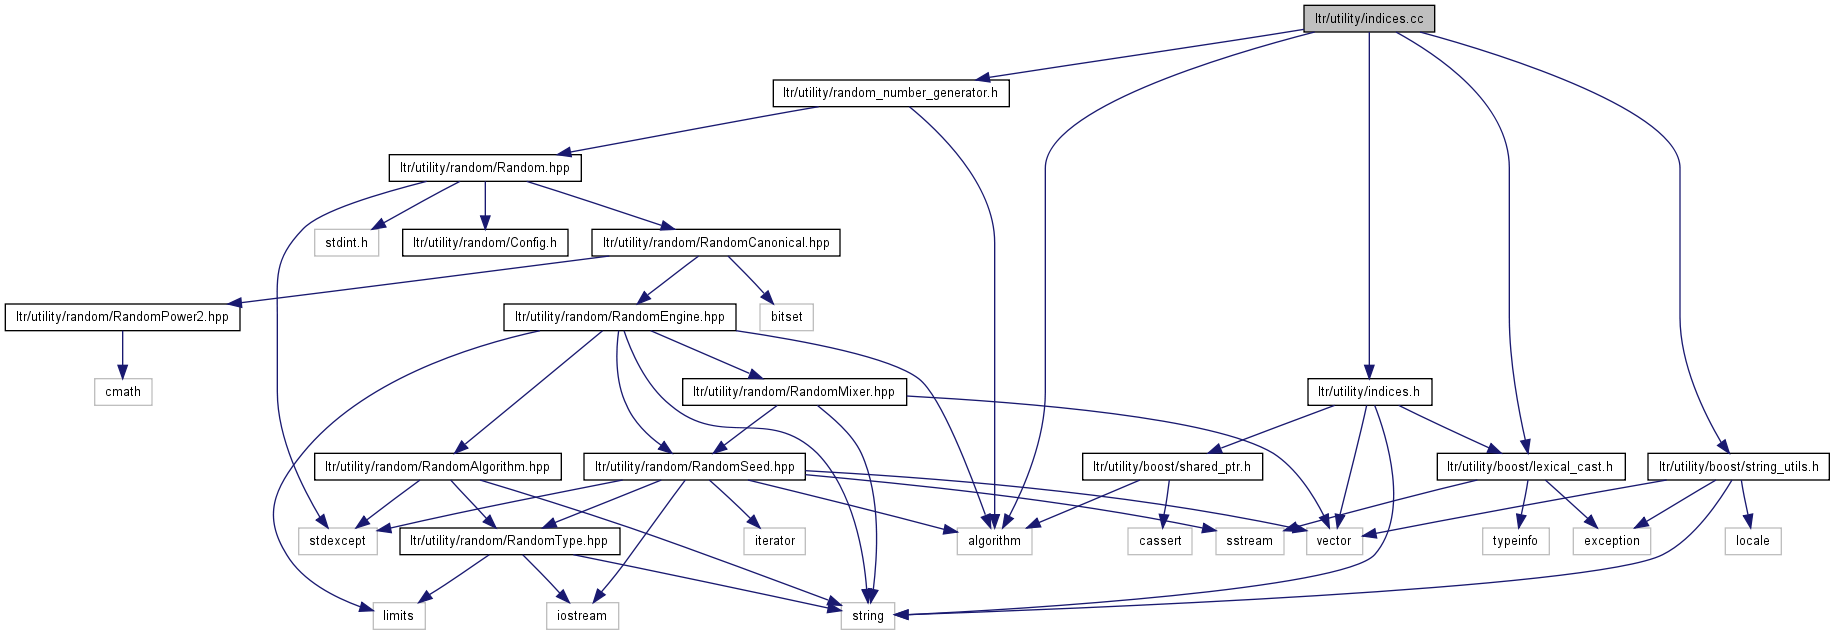 ltr/utility/indices.cc
ltr/utility/random_number_generator.h
ltr/utility/random/Random.hpp
stdint.h
ltr/utility/random/Config.h
ltr/utility/random/RandomCanonical.hpp
ltr/utility/random/RandomPower2.hpp
ltr/utility/random/RandomEngine.hpp
bitset
cmath
ltr/utility/random/RandomMixer.hpp
ltr/utility/indices.h
ltr/utility/random/RandomAlgorithm.hpp
ltr/utility/random/RandomSeed.hpp
ltr/utility/boost/shared_ptr.h
ltr/utility/boost/lexical_cast.h
ltr/utility/boost/string_utils.h
stdexcept
ltr/utility/random/RandomType.hpp
iterator
algorithm
cassert
sstream
vector
typeinfo
exception
locale
limits
iostream
string